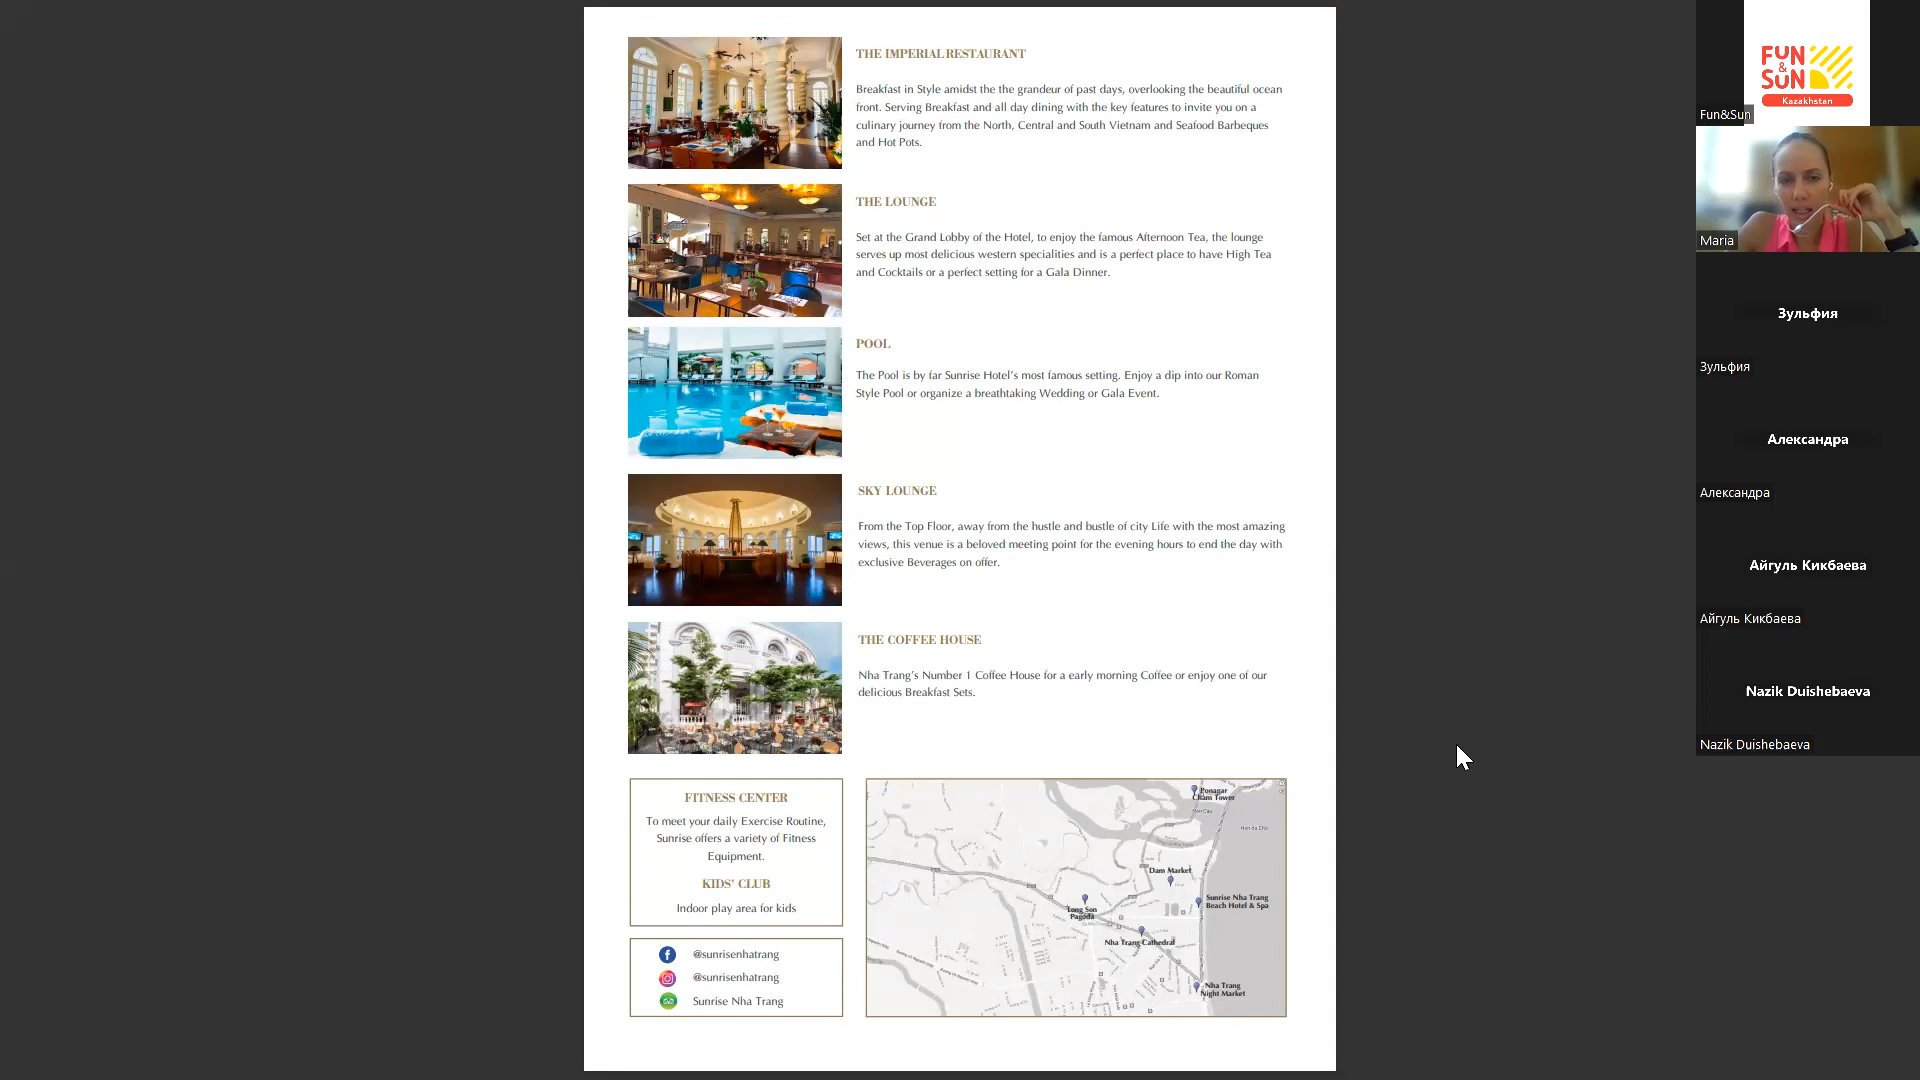 THE IMPERIAL RESTAURANT
Breakfast in Style amidst the the grandeur of past days, overlooking the beautiful ocean
front. Serving Breakfast and all day dining with the key features to invite you on a
culinary journey from the North, Central and South Vietnam and Seafood Barbeques
and Hot Pots.
THE LOUNGE
Set at the Grand Lobby of the Hotel, to enjoy the famous Afternoon Tea, the lounge
serves up most delicious western specialities and is a perfect place to have High Tea
and Cocktails or a perfect setting for a Gala Dinner.
POOL
The Pool is by far Sunrise Hotel's most famous setting. Enjoy a dip into our Roman
Style Pool or organize a breathtaking Wedding or Gala Event.
SKY LOUNGE
From the Top Floor, away from the hustle and bustle of city Life with the most amazing
views, this venue is a beloved meeting point for the evening hours to end the day with
exclusive Beverages on offer.
THE COFFEE HOUSE
Nha Trang's Number 1 Coffee House for a early morning Coffee or enjoy one of our
delicious Breakfast Sets.
FITNESS CENTER
To meet your daily Exercise Routine,
Sunrise offers a variety of Fitness
Equipment.
KIDS' CLUB
Indoor play area for kids
@sunrisenhatrang
@sunrisenhatrang
Sunrise Nha Trang
Ponagar
Cham Tower
Dam Market
Sunrise Nha Trang
Beach Hotel & Spa
Long Son
Pagoda
Nha Trang Cathedral
Nha Trang
Night Market
FUN
&
SUN
Kazakhstan
Fun&Sun
Maria
Зульфия
Зульфия
Александра
Александра
Айгуль Кикбаева
Айгуль Кикбаева
Nazik Duishebaeva
Nazik Duishebaeva